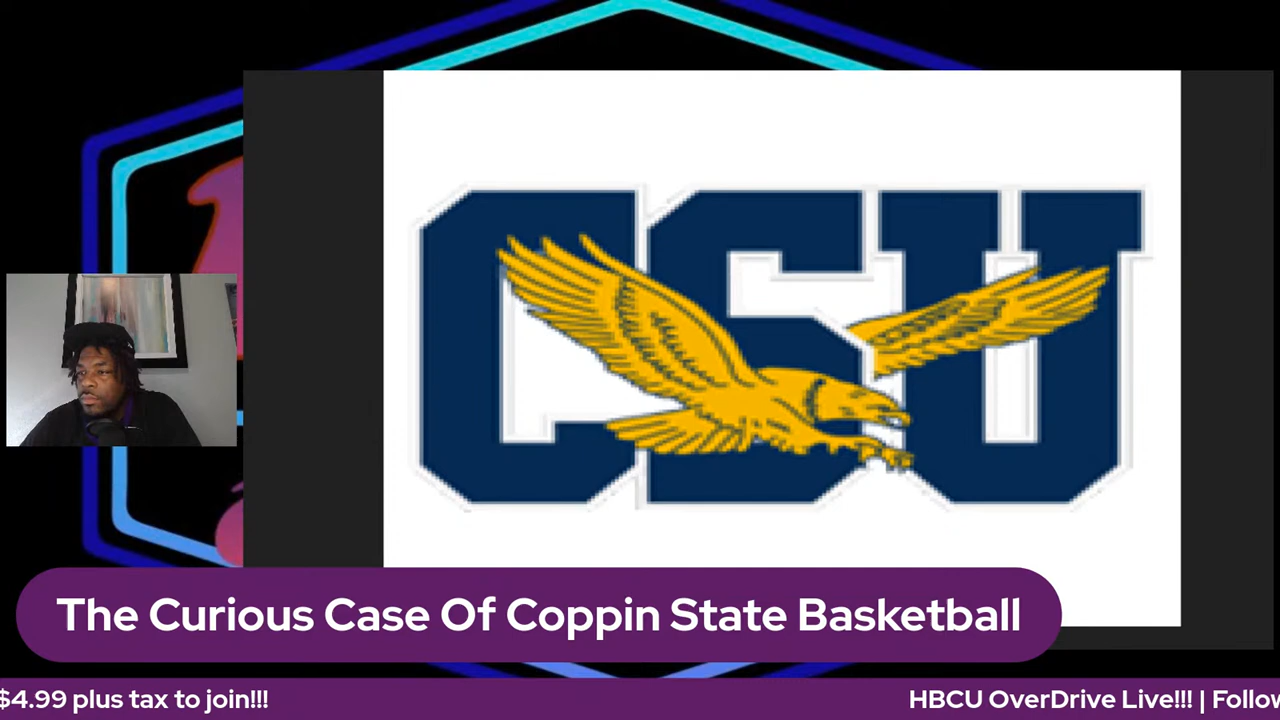 CSU
The Curious Case Of Coppin State Basketball
$4.99 plus tax to join!!! HBCU OverDrive Live!!! | Follow